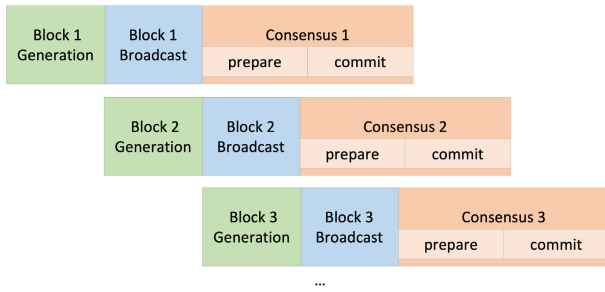 Block 1 Generation
Block 1 Broadcast
Consensus 1
prepare
commit
Block 2 Generation
Block 2 Broadcast
Consensus 2
prepare
commit
Block 3 Generation
Block 3 Broadcast
Consensus 3
prepare
commit
...